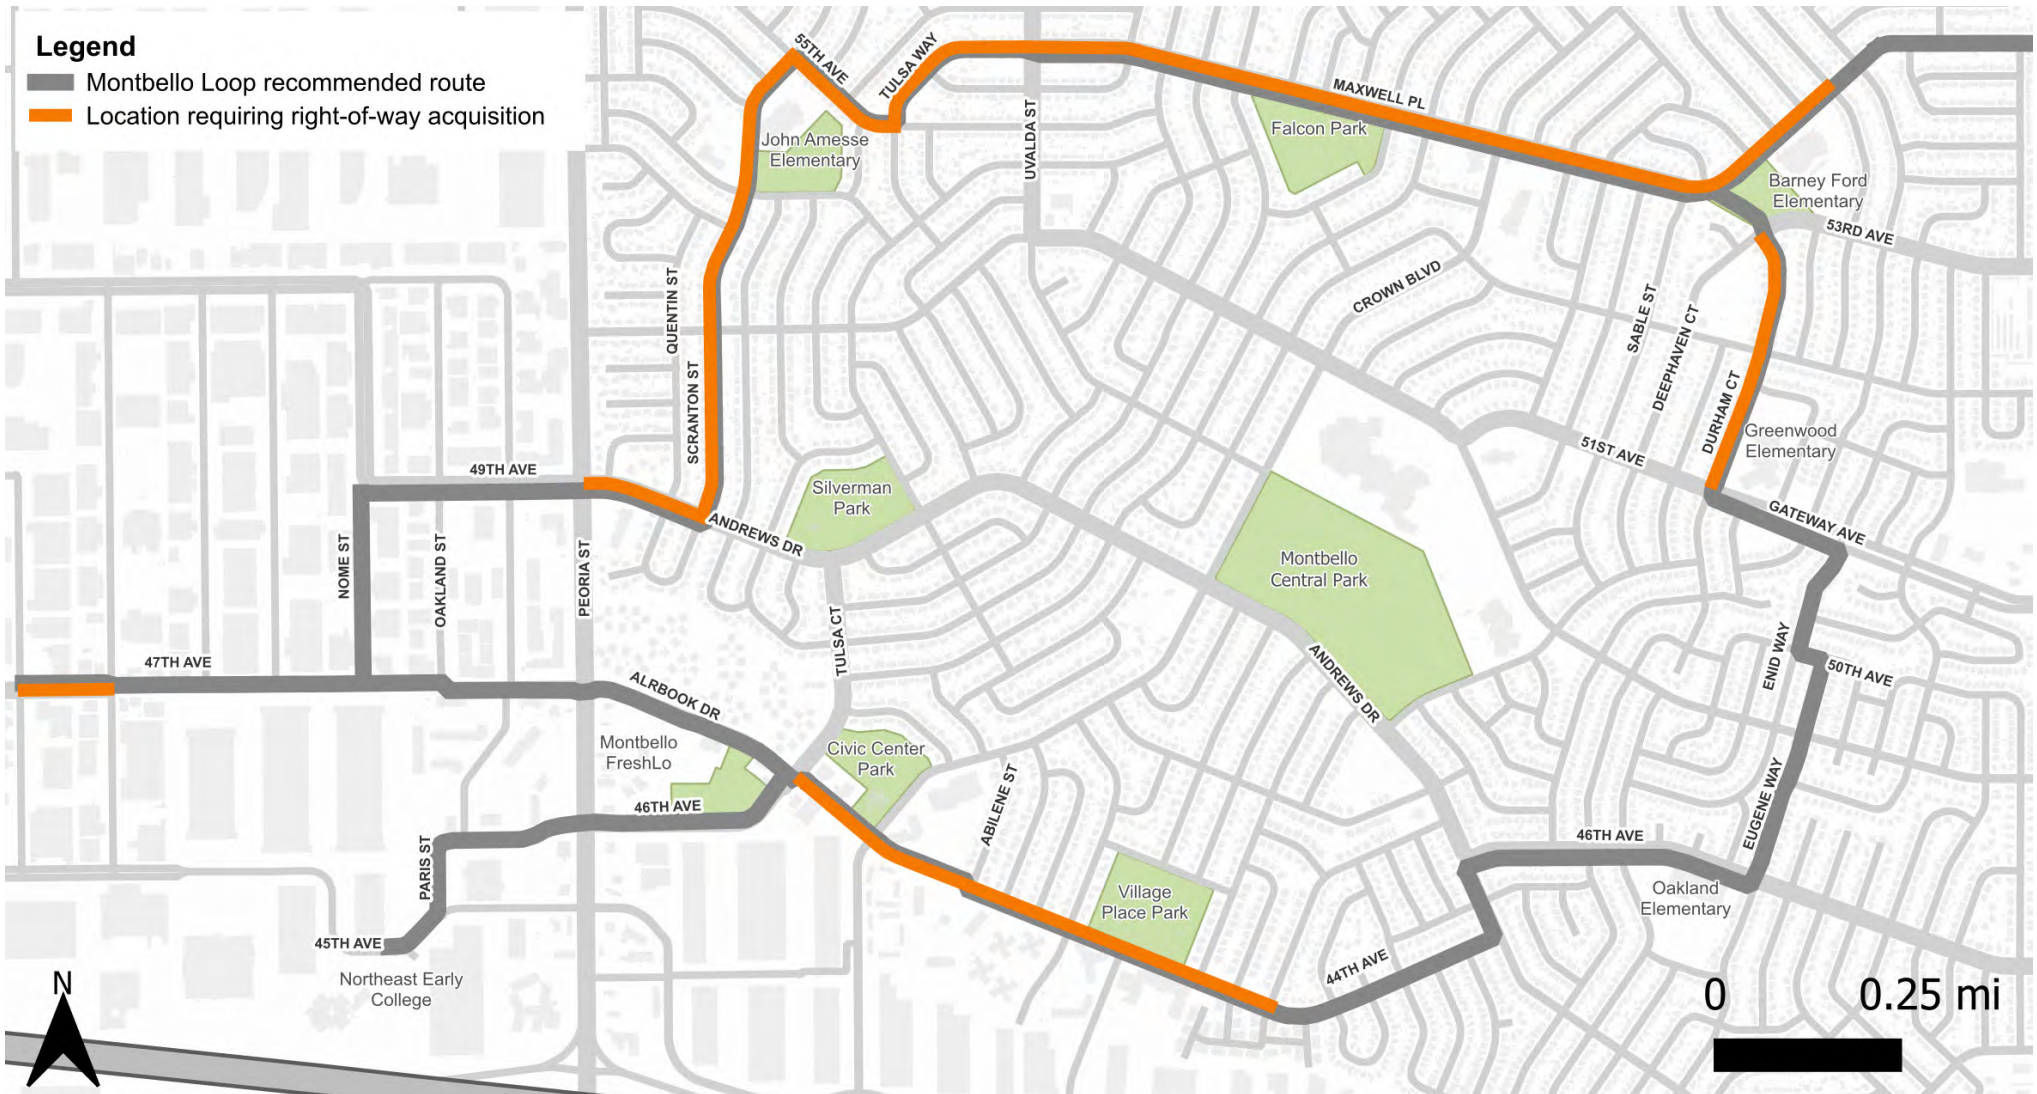 Legend
Montbello Loop recommended route
Location requiring right-of-way acquisition
55TH AVE
TULSA WAY
MAXWELL PL
UVALDA ST
John Amesse
Elementary
Falcon Park
Barney Ford
Elementary
53RD AVE
QUENTIN ST
CROWN BLVD
SABLE ST
DEEPHAVEN CT
SCRANTON ST
DURHAM CT
Greenwood
Elementary
51ST AVE
49TH AVE
Silverman
Park
ANDREWS DR
GATEWAY AVE
NOME ST
OAKLAND ST
PEORIA ST
Montbello
Central Park
TULSA CT
47TH AVE
ALRBOOK DR
ANDREWS DR
ENID WAY
50TH AVE
Montbello
FreshLo
Civic Center
Park
46TH AVE
ABILENE ST
EUGENE WAY
46TH AVE
PARIS ST
Village
Place Park
Oakland
Elementary
45TH AVE
44TH AVE
Northeast Early
College
N
0 0.25 mi